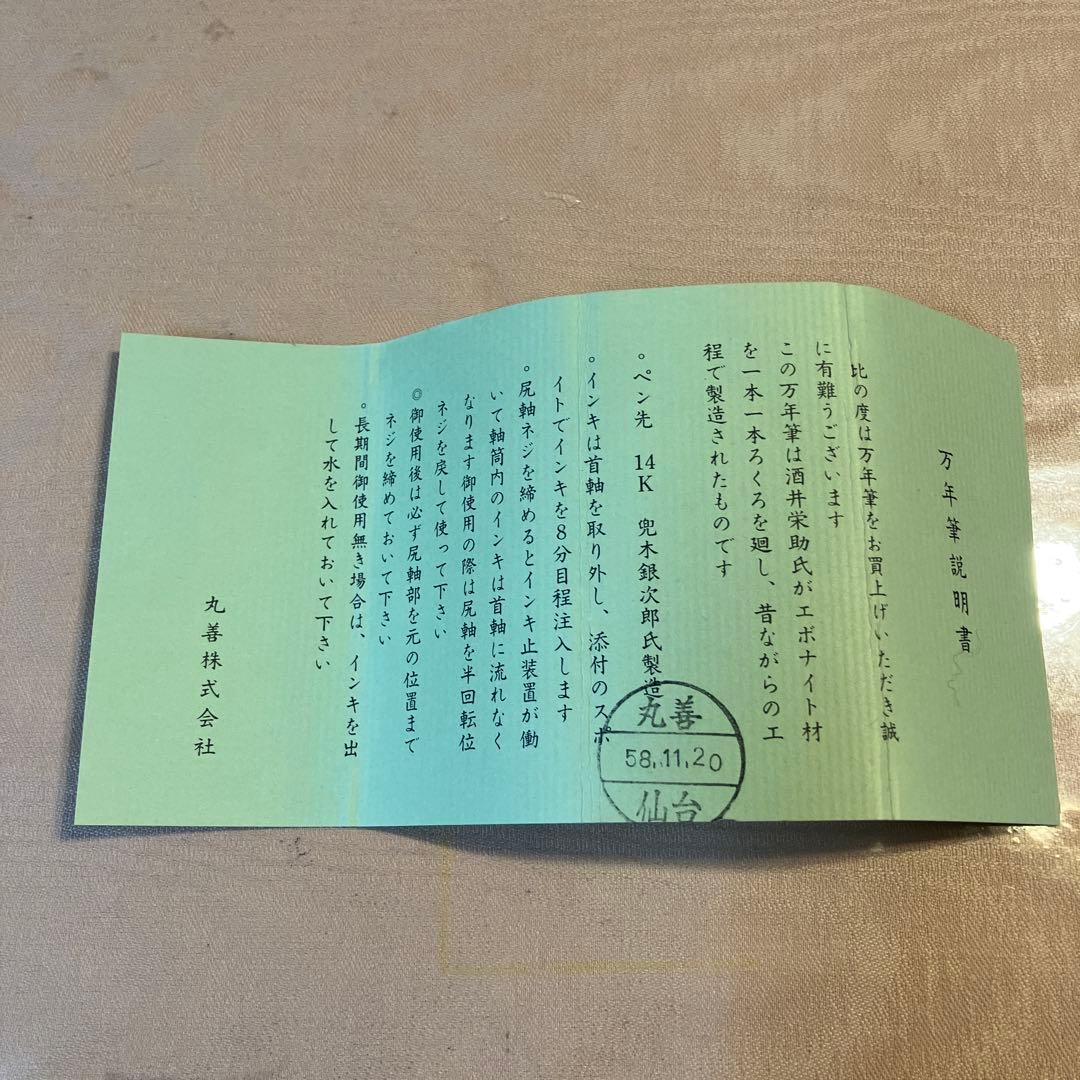 万年筆説明書
此の度は万年筆をお買上げいただき誠
に有難うございます
この万年筆は酒井栄助氏がエボナイト材
を一本一本ろくろを廻し、昔ながらの工
程で製造されたものです
◦ペン先 14K 兜木銀次郎氏製造
◦インキは首軸を取り外し、添付のスポ
イトでインキを8分目程注入します
◦尻軸ネジを締めるとインキ止装置が働
いて軸筒内のインキは首軸に流れなく
なります御使用の際は尻軸を半回転位
ネジを戻して使って下さい
◎御使用後は必ず尻軸部を元の位置まで
ネジを締めておいて下さい
◦長期間御使用無き場合は、インキを出
して水を入れておいて下さい
丸善株式会社
丸善
58.11.20
仙台